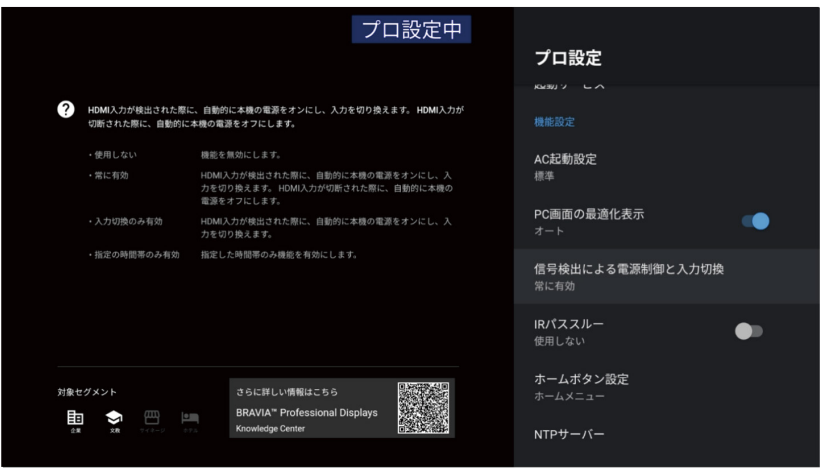 プロ設定中
HDMI入力が検出された際に、自動的に本機の電源をオンにし、入力を切り換えます。 HDMI入力が
切断された際に、自動的に本機の電源をオフにします。
・使用しない 機能を無効にします。
・常に有効 HDMI入力が検出された際に、自動的に本機の電源をオンにし、入
力を切り換えます。 HDMI入力が切断された際に、自動的に本機の
電源をオフにします。
・入力切換のみ有効 HDMI入力が検出された際に、自動的に本機の電源をオンにし、入
力を切り換えます。
・指定の時間帯のみ有効 指定した時間帯のみ機能を有効にします。
対象セグメント
企業
文教
さらに詳しい情報はこちら
BRAVIA™ Professional Displays
Knowledge Center
プロ設定
機能設定
AC起動設定
標準
PC画面の最適化表示
オート
信号検出による電源制御と入力切換
常に有効
IRパススルー
使用しない
ホームボタン設定
ホームメニュー
NTPサーバー